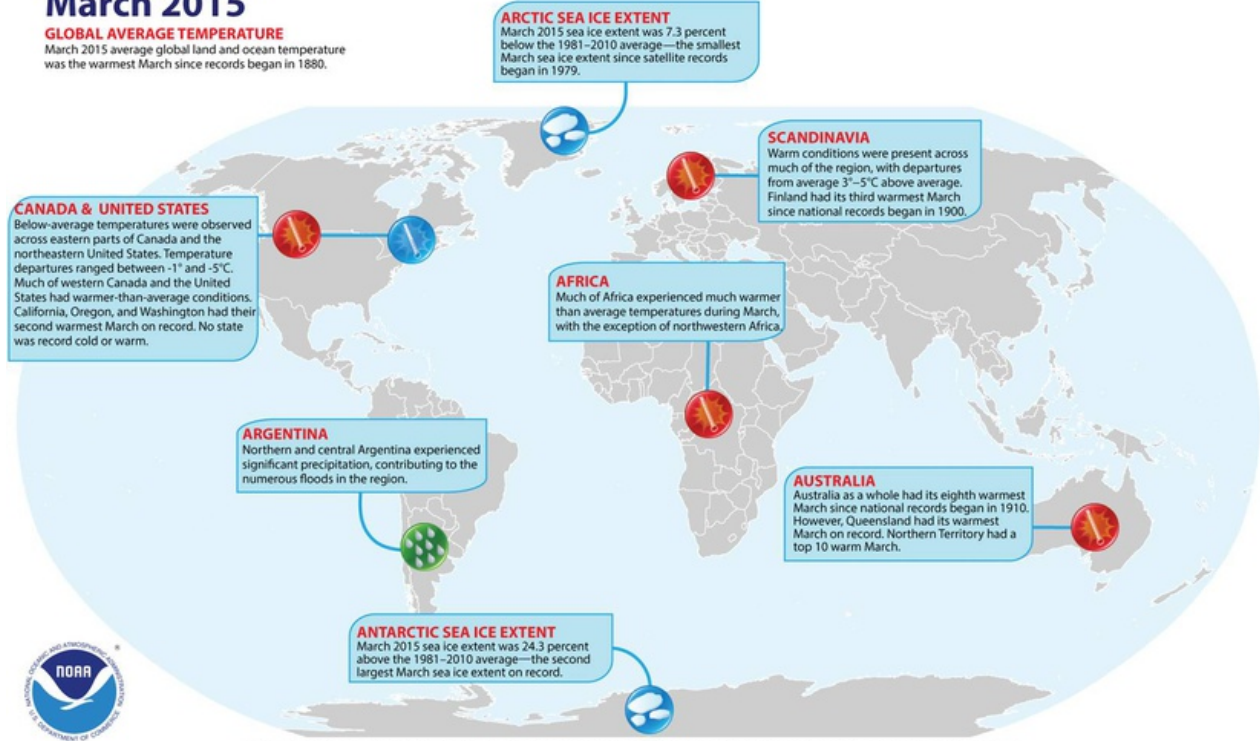 March 2015
GLOBAL AVERAGE TEMPERATURE
March 2015 average global land and ocean temperature
was the warmest March since records began in 1880.
ARCTIC SEA ICE EXTENT
March 2015 sea ice extent was 7.3 percent
below the 1981–2010 average—the smallest
March sea ice extent since satellite records
began in 1979.
SCANDINAVIA
Warm conditions were present across
much of the region, with departures
from average 3°–5°C above average.
Finland had its third warmest March
since national records began in 1900.
CANADA & UNITED STATES
Below-average temperatures were observed
across eastern parts of Canada and the
northeastern United States. Temperature
departures ranged between -1° and -5°C.
Much of western Canada and the United
States had warmer-than-average conditions.
California, Oregon, and Washington had their
second warmest March on record. No state
was record cold or warm.
AFRICA
Much of Africa experienced much warmer
than average temperatures during March,
with the exception of northwestern Africa.
ARGENTINA
Northern and central Argentina experienced
significant precipitation, contributing to the
numerous floods in the region.
AUSTRALIA
Australia as a whole had its eighth warmest
March since national records began in 1910.
However, Queensland had its warmest
March on record. Northern Territory had a
top 10 warm March.
ANTARCTIC SEA ICE EXTENT
March 2015 sea ice extent was 24.3 percent
above the 1981–2010 average—the second
largest March sea ice extent on record.
NATIONAL OCEANIC AND ATMOSPHERIC ADMINISTRATION
NOAA
U.S. DEPARTMENT OF COMMERCE
®